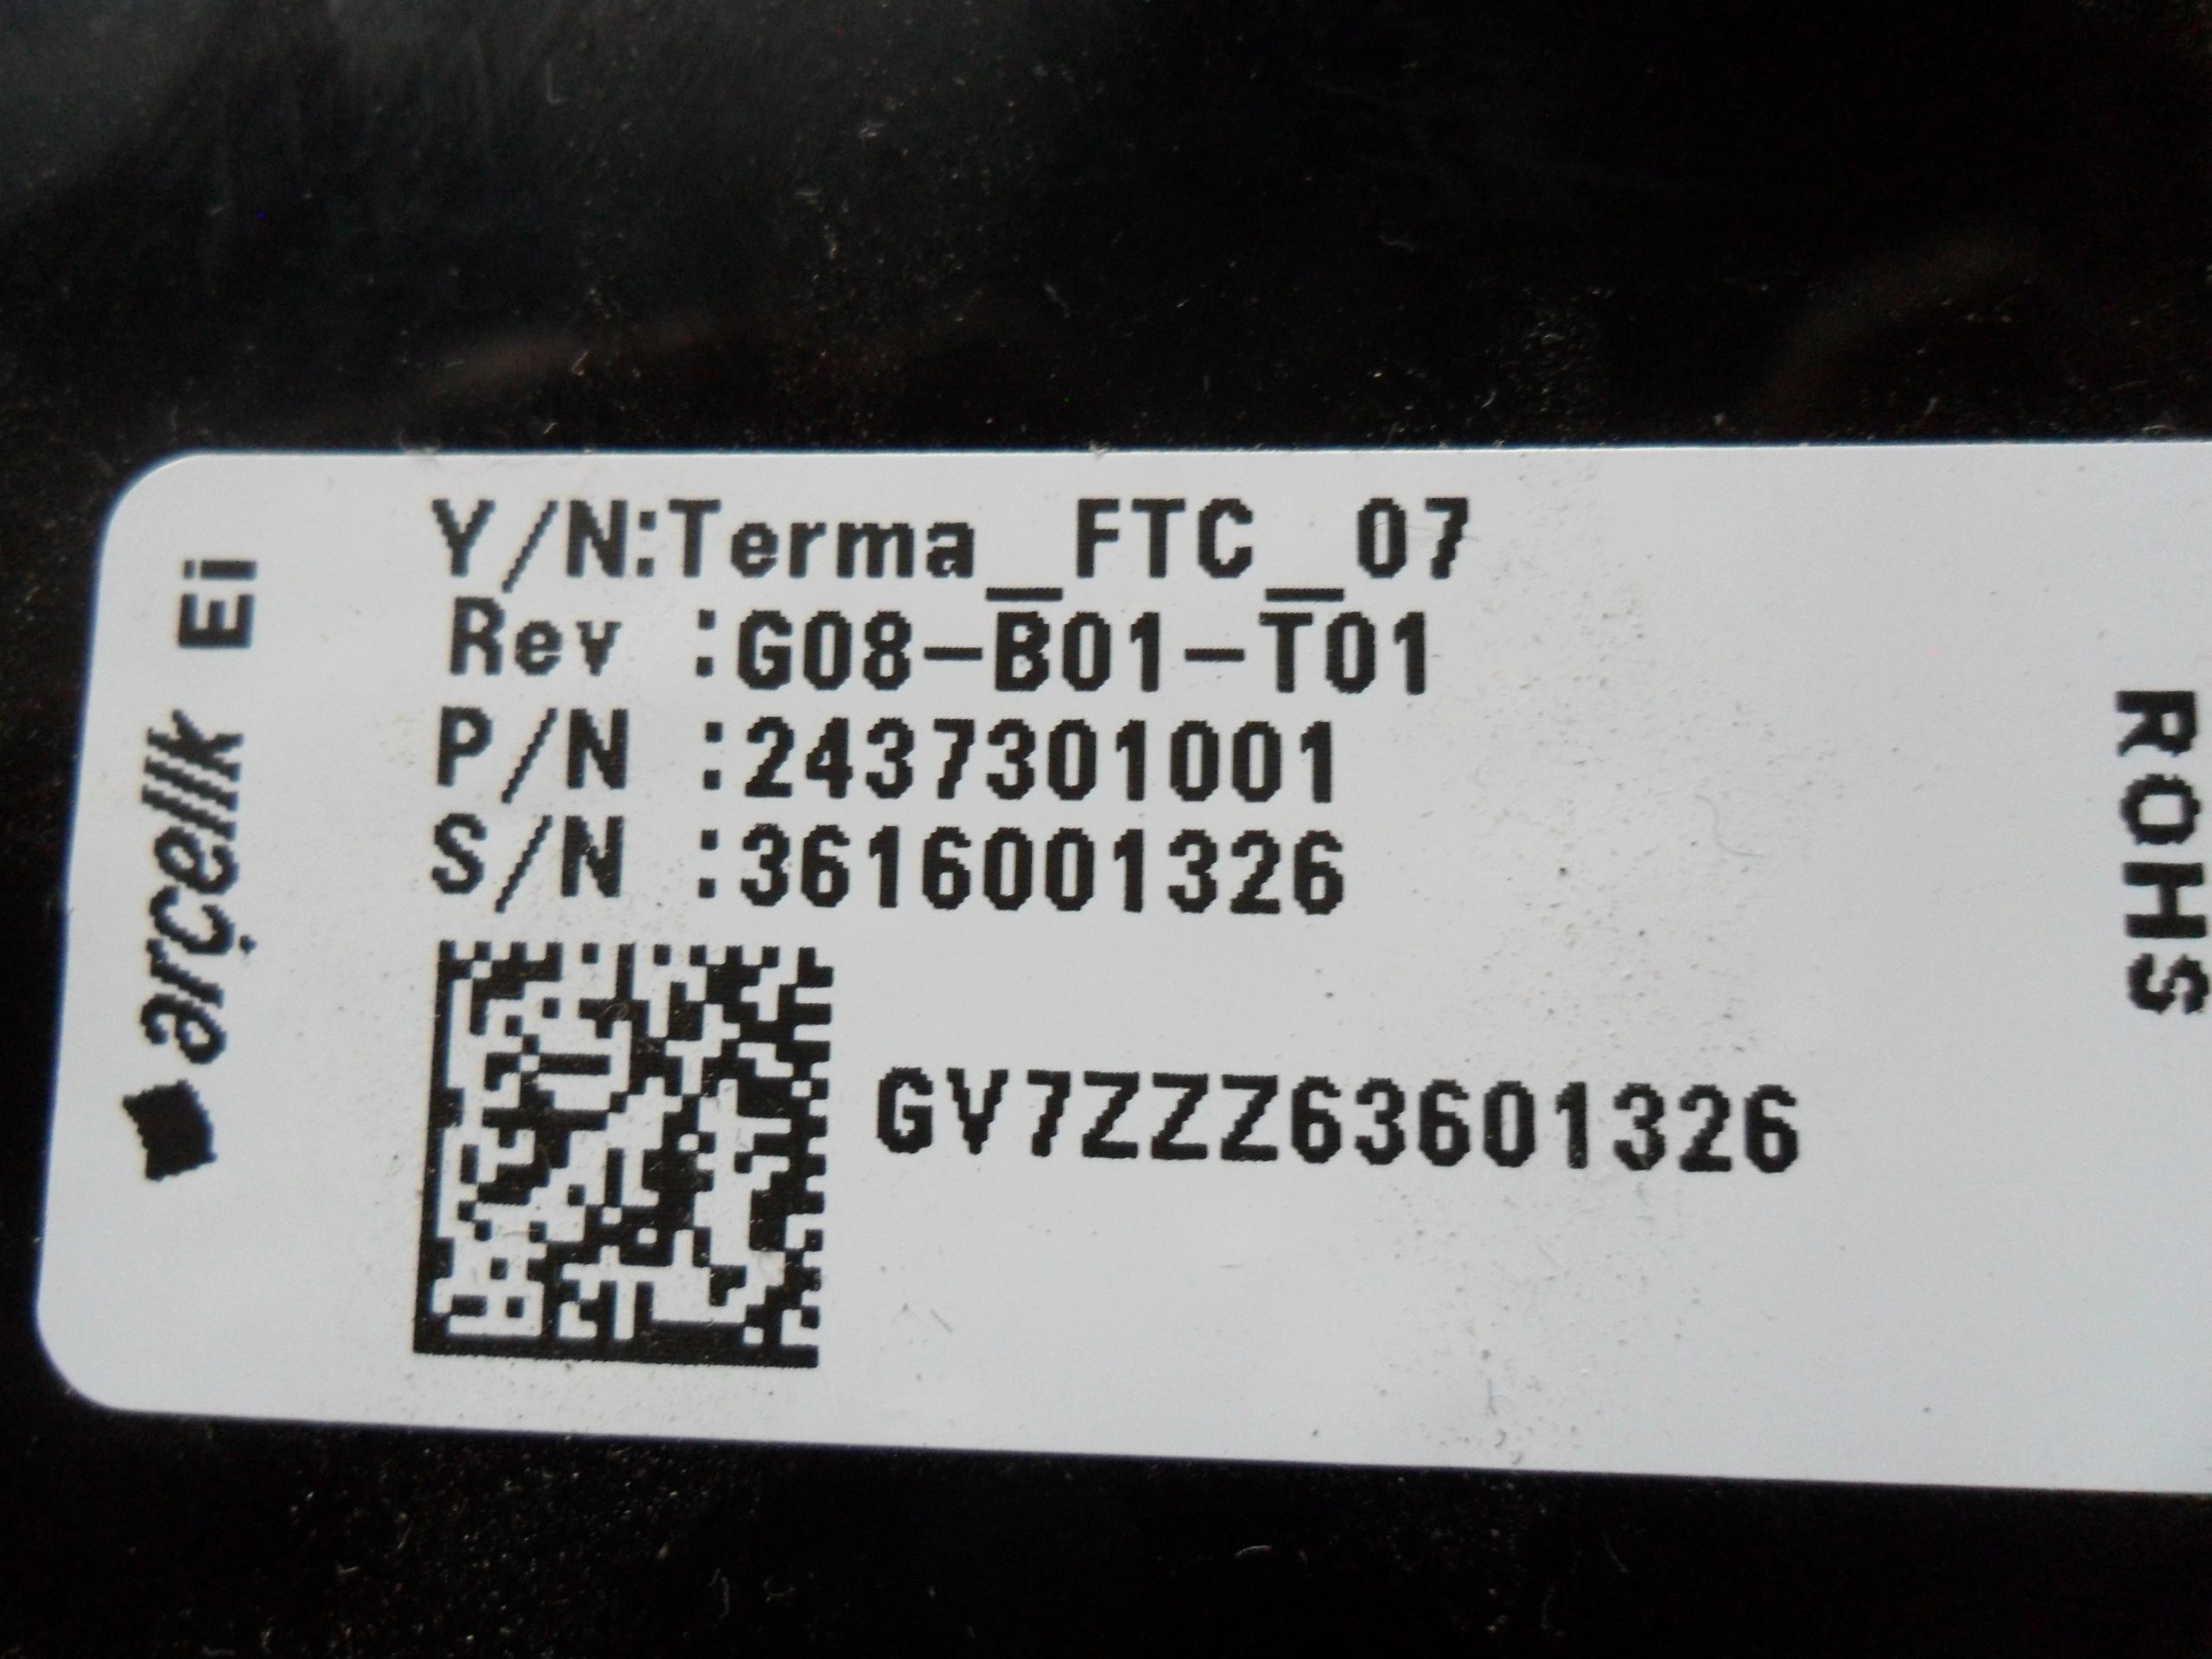 arçelik Ei
Y/N:Terma_FTC_07
Rev :G08-B01-T01
P/N :2437301001
S/N :3616001326
GV7ZZZ63601326
ROHS